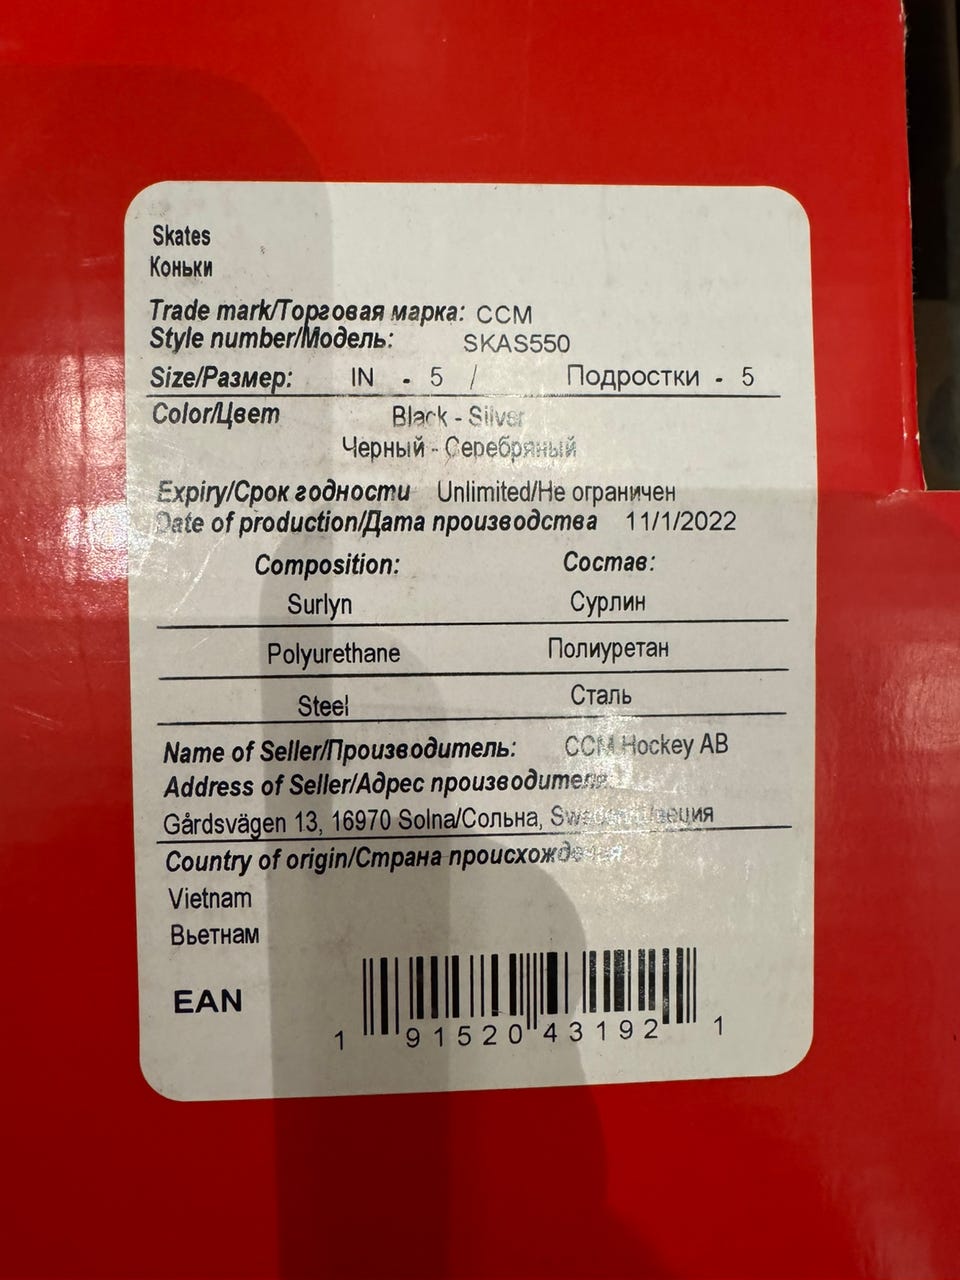 Skates
Коньки
Trade mark/Торговая марка: CCM
Style number/Модель: SKAS550
Size/Размер: IN - 5 / Подростки - 5
Color/Цвет Black - Silver
Черный - Серебряный
Expiry/Срок годности Unlimited/Не ограничен
Date of production/Дата производства 11/1/2022
Composition: Состав:
Surlyn Сурлин
Polyurethane Полиуретан
Steel Сталь
Name of Seller/Производитель: CCM Hockey AB
Address of Seller/Адрес производителя
Gårdsvägen 13, 16970 Solna/Сольна, Sweden/Швеция
Country of origin/Страна происхождения
Vietnam
Вьетнам
EAN
1 91520 43192 1